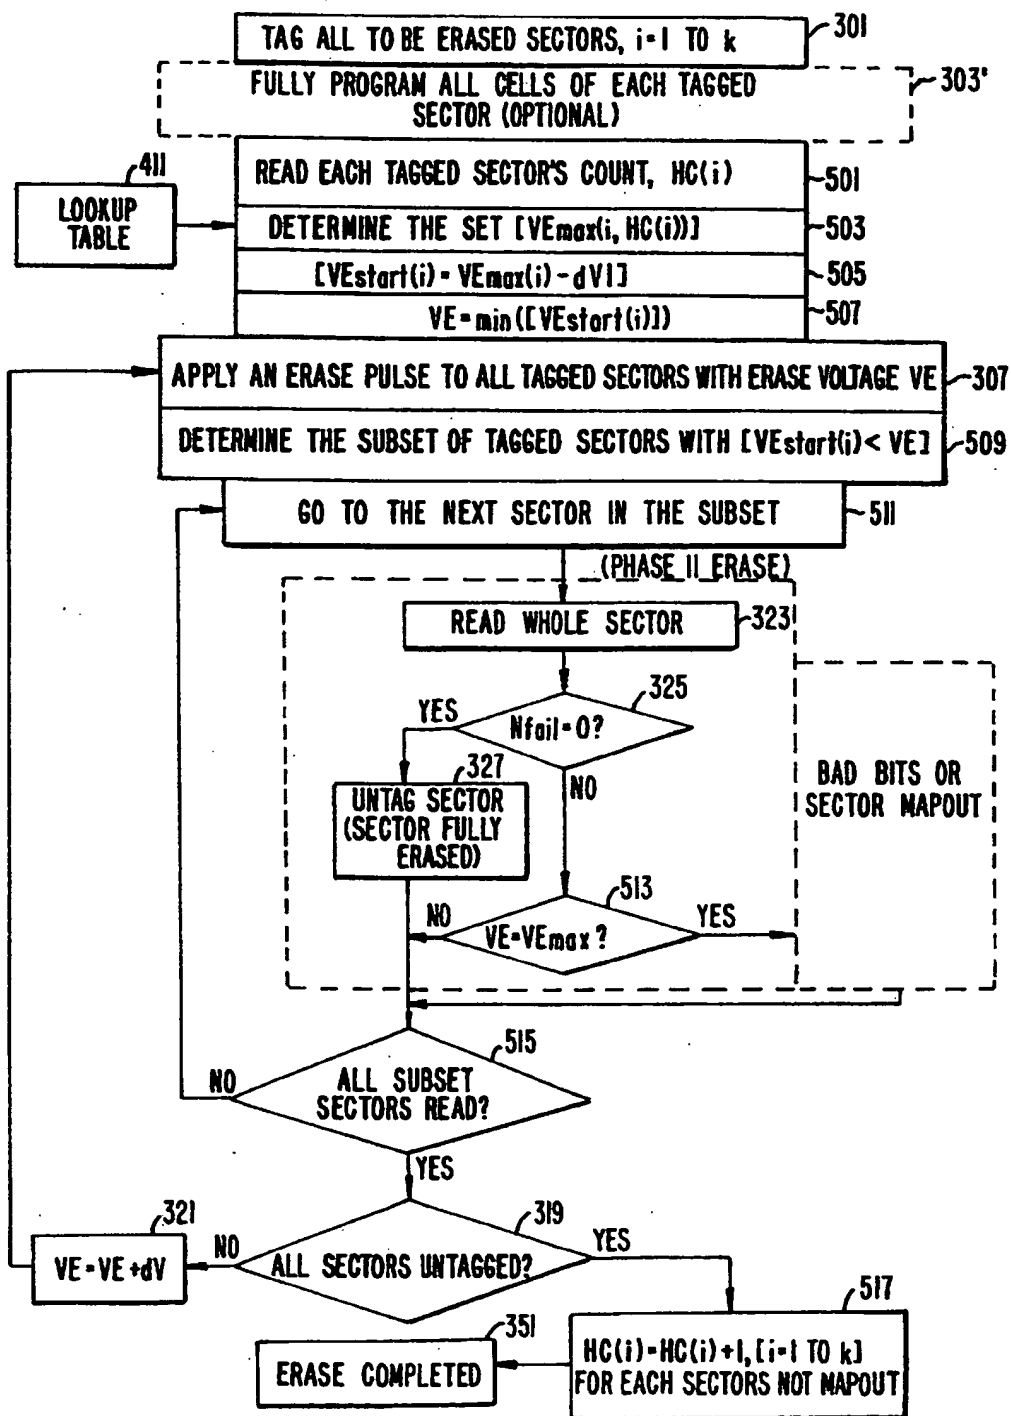 TAG ALL TO BE ERASED SECTORS, i=1 TO k
301
FULLY PROGRAM ALL CELLS OF EACH TAGGED
SECTOR (OPTIONAL)
303'
411
LOOKUP
TABLE
READ EACH TAGGED SECTOR'S COUNT, HC(i)
501
DETERMINE THE SET [VEmax(i, HC(i))]
503
[VEstart(i)=VEmax(i)-dV1]
505
VE=min([VEstart(i)])
507
APPLY AN ERASE PULSE TO ALL TAGGED SECTORS WITH ERASE VOLTAGE VE
307
DETERMINE THE SUBSET OF TAGGED SECTORS WITH [VEstart(i)< VE]
509
GO TO THE NEXT SECTOR IN THE SUBSET
511
(PHASE II ERASE)
READ WHOLE SECTOR
323
325
YES
Nfail=0?
NO
327
UNTAG SECTOR
(SECTOR FULLY
ERASED)
BAD BITS OR
SECTOR MAPOUT
513
NO
VE=VEmax?
YES
515
NO
ALL SUBSET
SECTORS READ?
YES
321
VE=VE+dV
NO
319
ALL SECTORS UNTAGGED?
YES
517
HC(i)=HC(i)+1,[i=1 TO k]
FOR EACH SECTORS NOT MAPOUT
351
ERASE COMPLETED